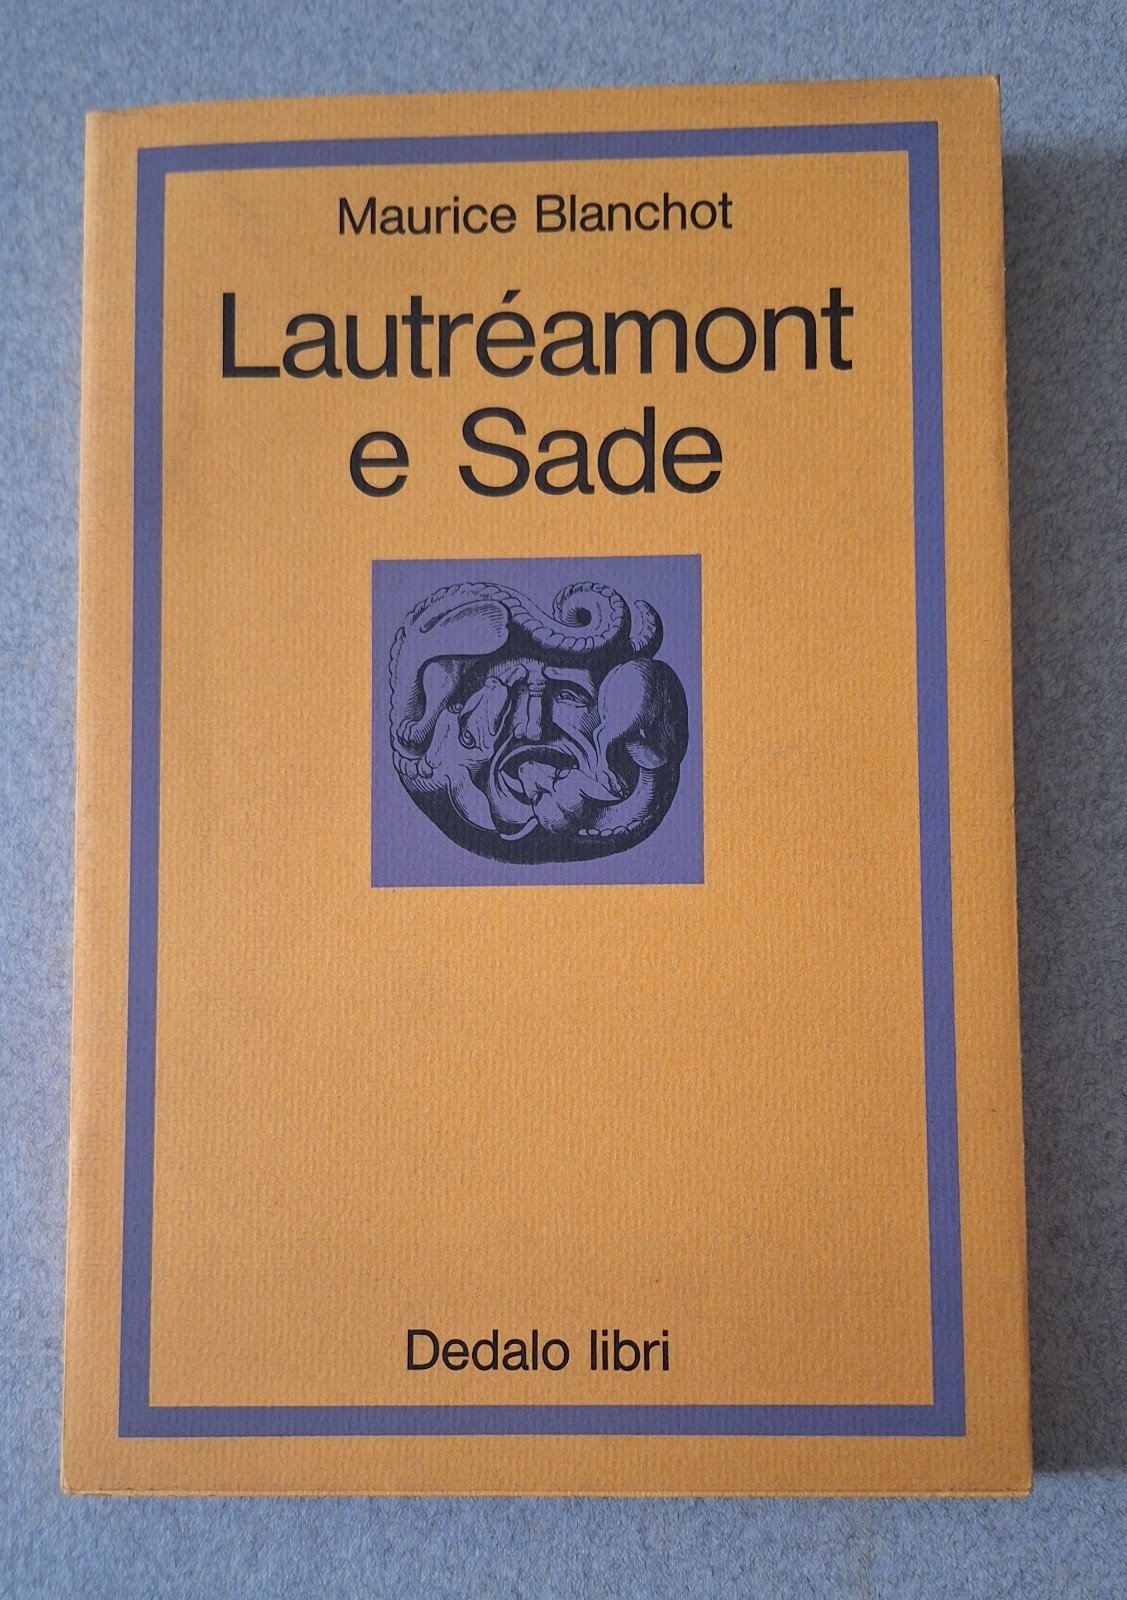 Maurice Blanchot
Lautréamont
e Sade
Dedalo libri